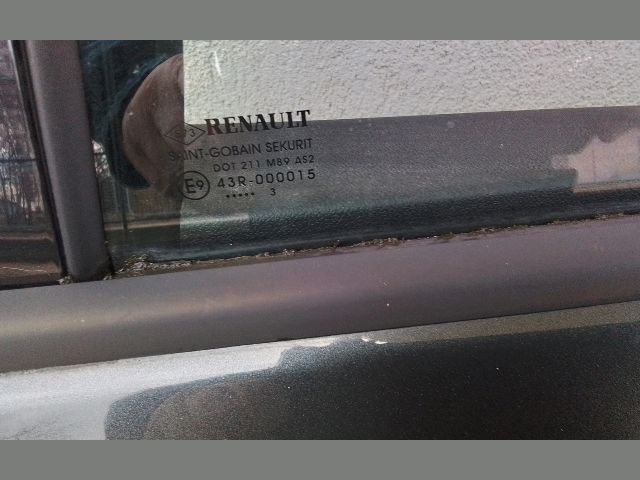 RENAULT
SAINT-GOBAIN SEKURIT
DOT 211 M89 AS2
E9 43R-000015
••••• 3